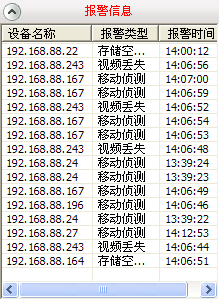 报警信息
设备名称 报警类型 报警时间
192.168.88.22 存储空... 14:00:12
192.168.88.243 视频丢失 14:06:56
192.168.88.167 移动侦测 14:07:00
192.168.88.167 移动侦测 14:06:59
192.168.88.243 视频丢失 14:06:52
192.168.88.167 移动侦测 14:06:54
192.168.88.167 移动侦测 14:06:53
192.168.88.243 视频丢失 14:06:48
192.168.88.24 移动侦测 13:39:24
192.168.88.24 移动侦测 13:39:23
192.168.88.167 移动侦测 14:06:49
192.168.88.196 移动侦测 14:06:46
192.168.88.24 移动侦测 13:39:22
192.168.88.27 移动侦测 14:12:53
192.168.88.243 视频丢失 14:06:44
192.168.88.164 存储空... 14:06:51